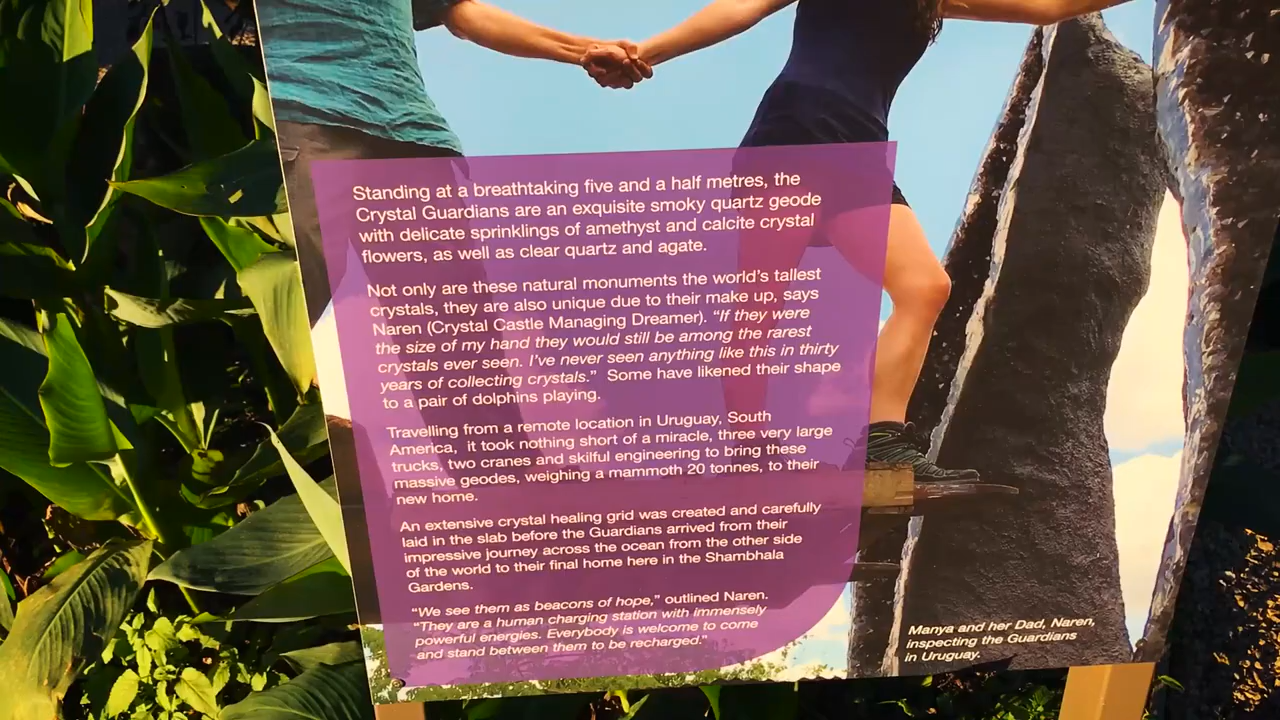 Standing at a breathtaking five and a half metres, the
Crystal Guardians are an exquisite smoky quartz geode
with delicate sprinklings of amethyst and calcite crystal
flowers, as well as clear quartz and agate.
Not only are these natural monuments the world's tallest
crystals, they are also unique due to their make up, says
Naren (Crystal Castle Managing Dreamer). "If they were
the size of my hand they would still be among the rarest
crystals ever seen. I've never seen anything like this in thirty
years of collecting crystals." Some have likened their shape
to a pair of dolphins playing.
Travelling from a remote location in Uruguay, South
America, it took nothing short of a miracle, three very large
trucks, two cranes and skilful engineering to bring these
massive geodes, weighing a mammoth 20 tonnes, to their
new home.
An extensive crystal healing grid was created and carefully
laid in the slab before the Guardians arrived from their
impressive journey across the ocean from the other side
of the world to their final home here in the Shambhala
Gardens.
"We see them as beacons of hope," outlined Naren.
"They are a human charging station with immensely
powerful energies. Everybody is welcome to come
and stand between them to be recharged."
Manya and her Dad, Naren,
inspecting the Guardians
in Uruguay.